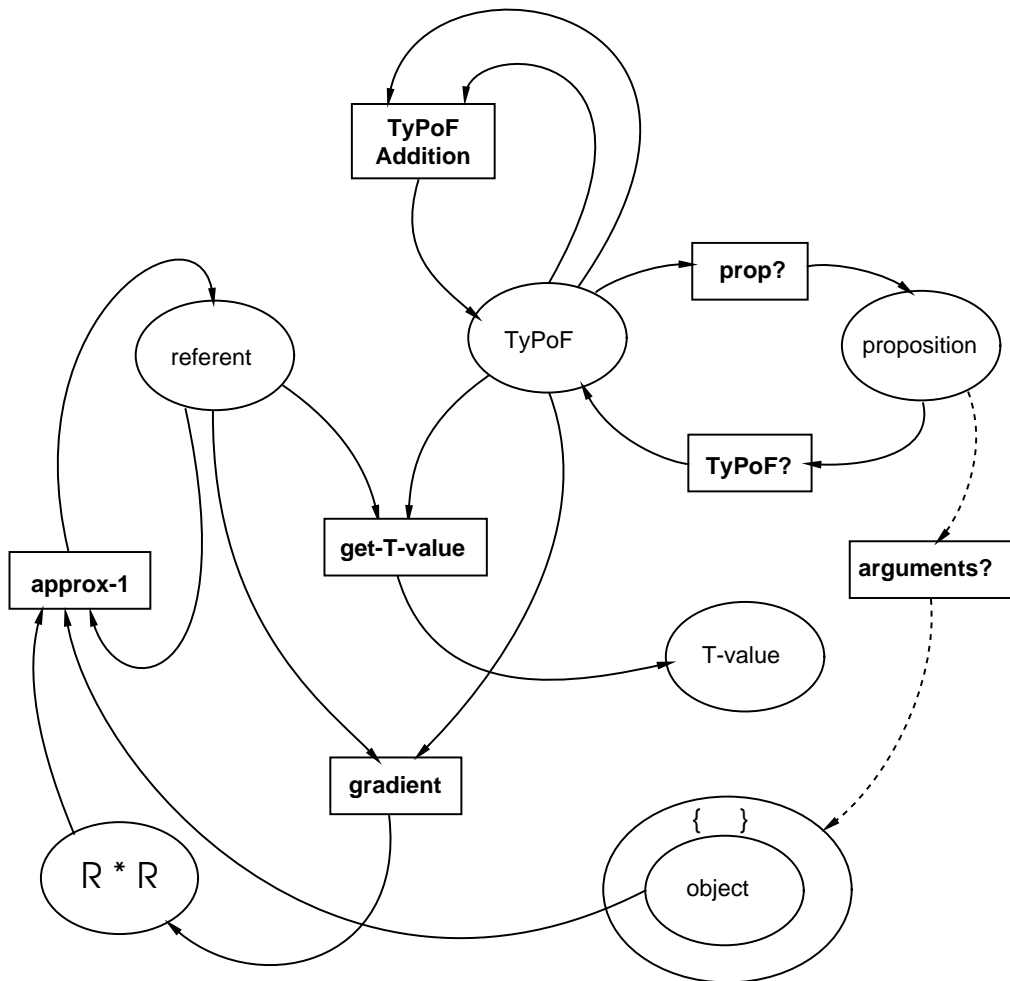 TyPoF
Addition
prop?
TyPoF
proposition
referent
TyPoF?
get-T-value
arguments?
approx-1
T-value
gradient
{ }
R * R
object